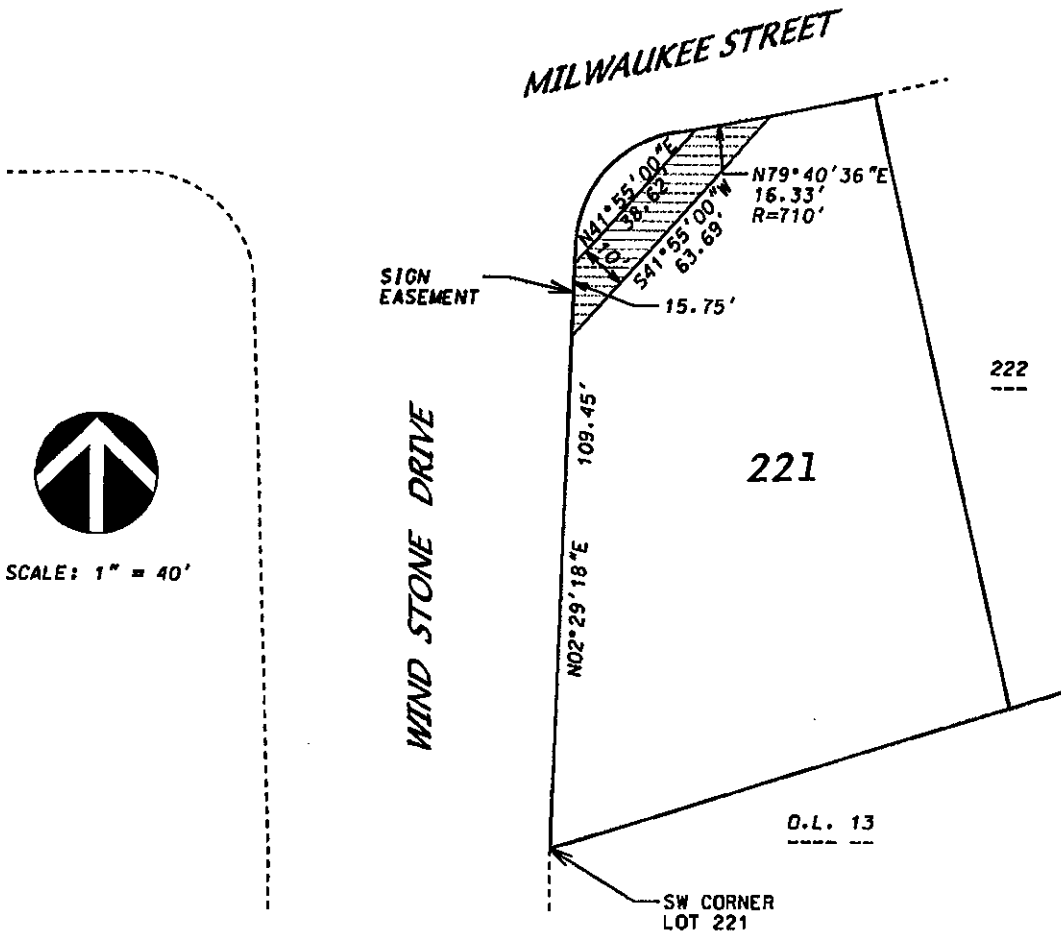 MILWAUKEE STREET
N41°55'00"E
38.62'
10'
S41°55'00"W
63.69'
N79°40'36"E
16.33'
R=710'
SIGN
EASEMENT
15.75'
222
109.45'
221
WIND STONE DRIVE
SCALE: 1" = 40'
N02°29'18"E
O.L. 13
SW CORNER
LOT 221